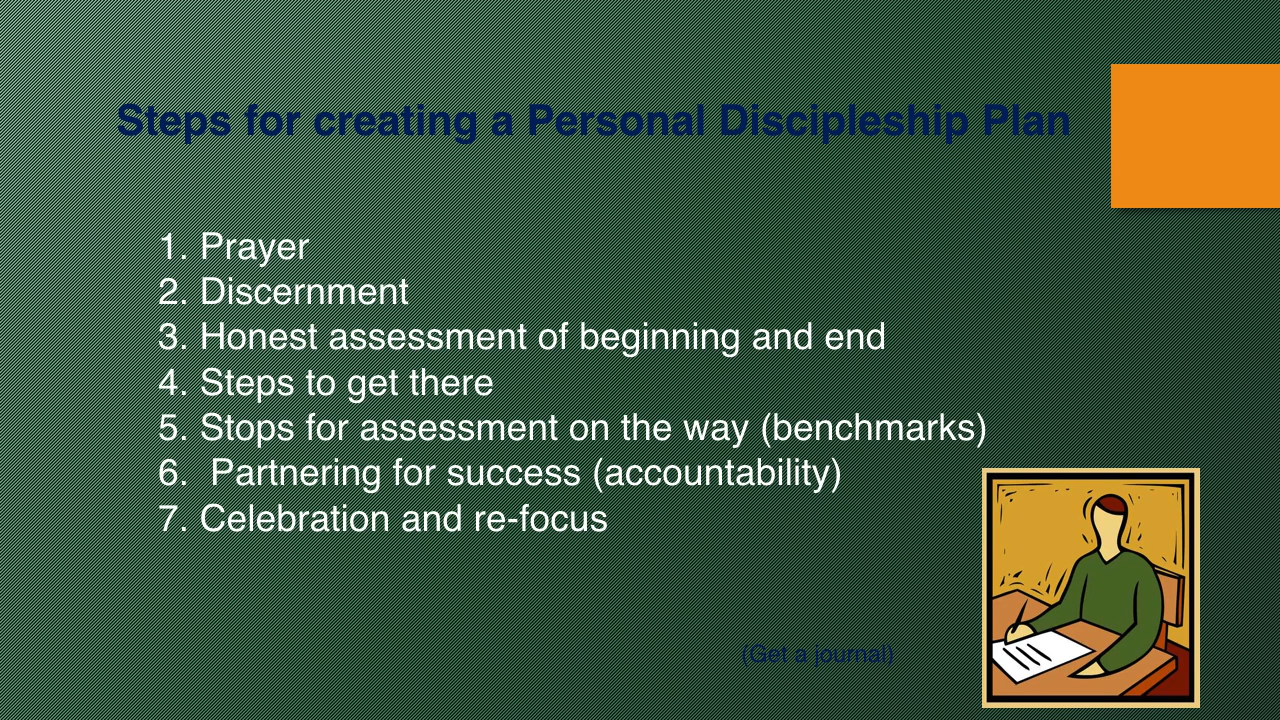 Steps for creating a Personal Discipleship Plan
1. Prayer
2. Discernment
3. Honest assessment of beginning and end
4. Steps to get there
5. Stops for assessment on the way (benchmarks)
6.  Partnering for success (accountability)
7. Celebration and re-focus
(Get a journal)